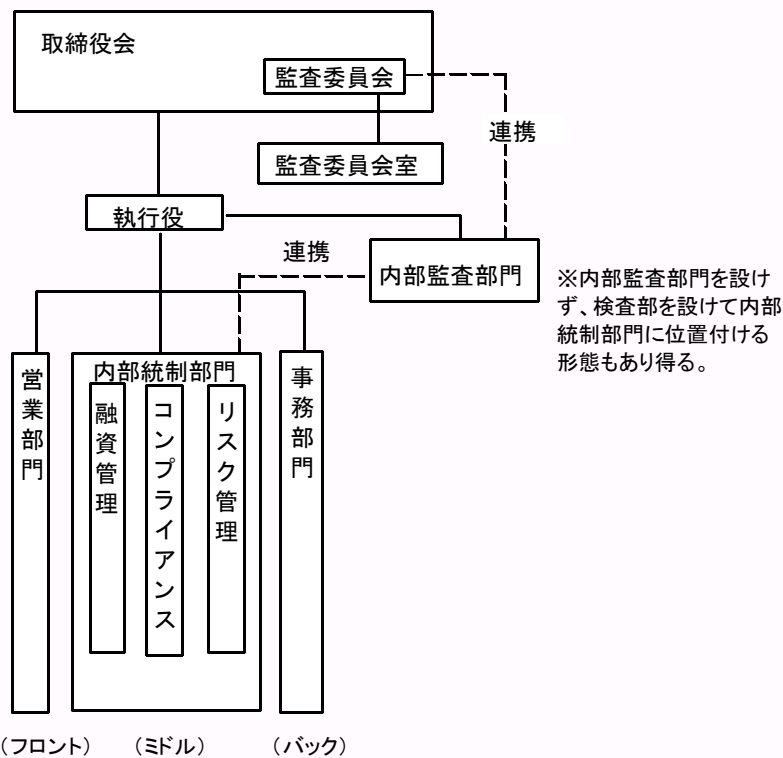 取締役会
監査委員会
連携
監査委員会室
執行役
連携
内部監査部門
※内部監査部門を設け
ず、検査部を設けて内部
統制部門に位置付ける
形態もあり得る。
営業部門
内部統制部門
融資管理
コンプライアンス
リスク管理
事務部門
（フロント）
（ミドル）
（バック）